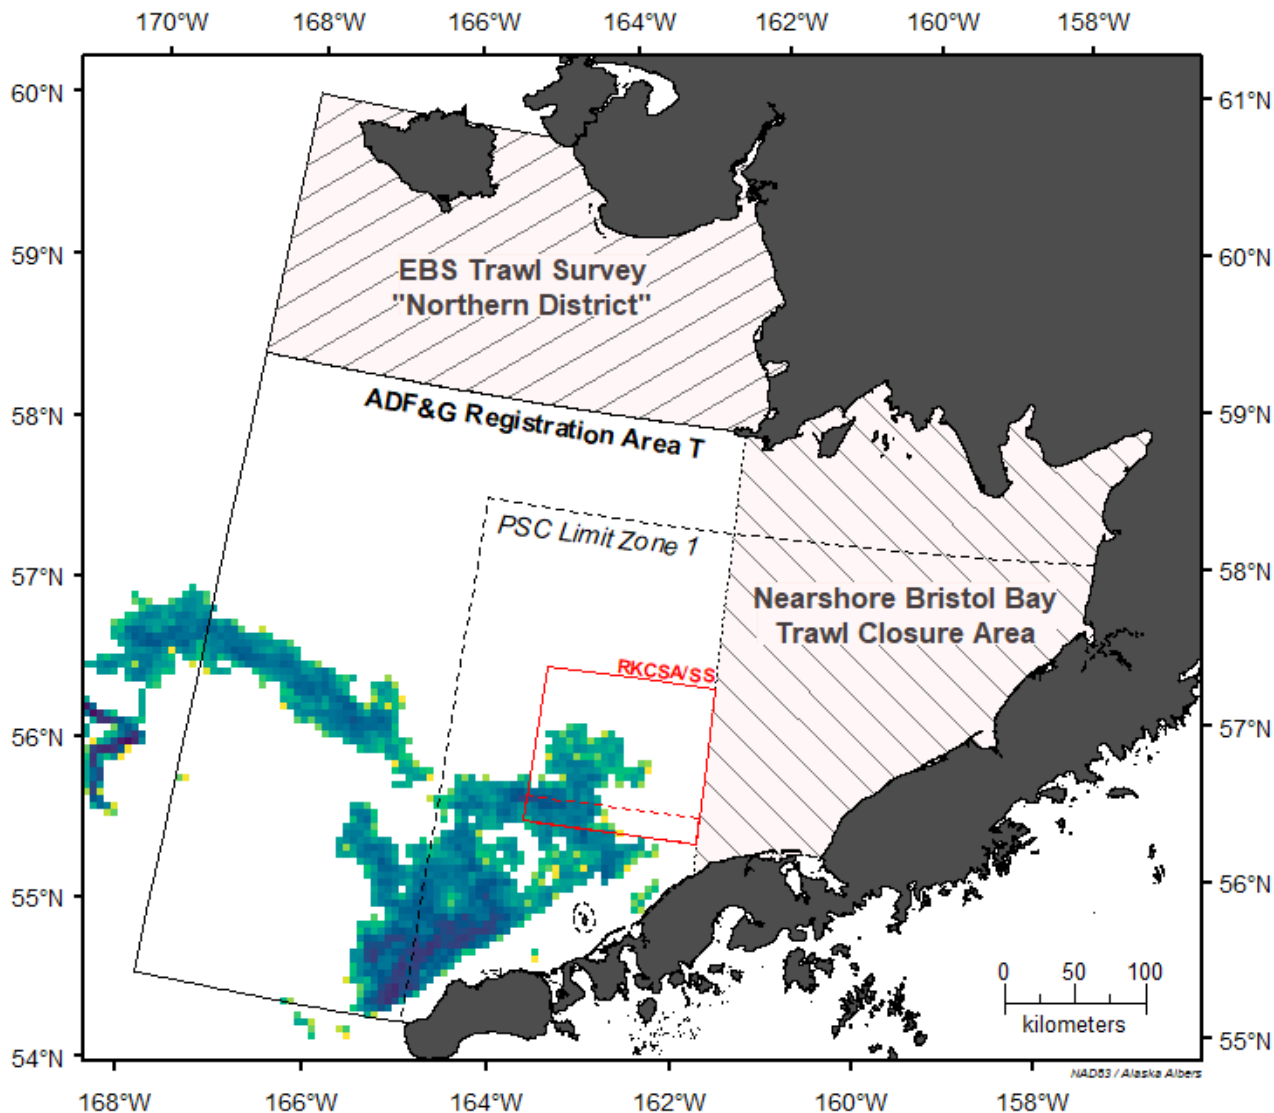 170°W 168°W 166°W 164°W 162°W 160°W 158°W
60°N 61°N
59°N 60°N
EBS Trawl Survey
"Northern District"
58°N 59°N
ADF&G Registration Area T
PSC Limit Zone 1
57°N 58°N
Nearshore Bristol Bay
Trawl Closure Area
RKCSA/SS
56°N 57°N
55°N 56°N
0 50 100
kilometers
54°N 55°N
NAD83 / Alaska Albers
168°W 166°W 164°W 162°W 160°W 158°W